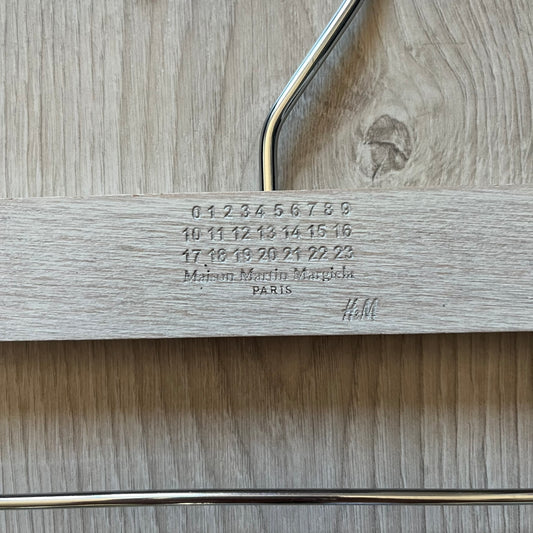 0 1 2 3 4 5 6 7 8 9
10 11 12 13 14 15 16
17 18 19 20 21 22 23
Maison Martin Margiela
PARIS
H&M